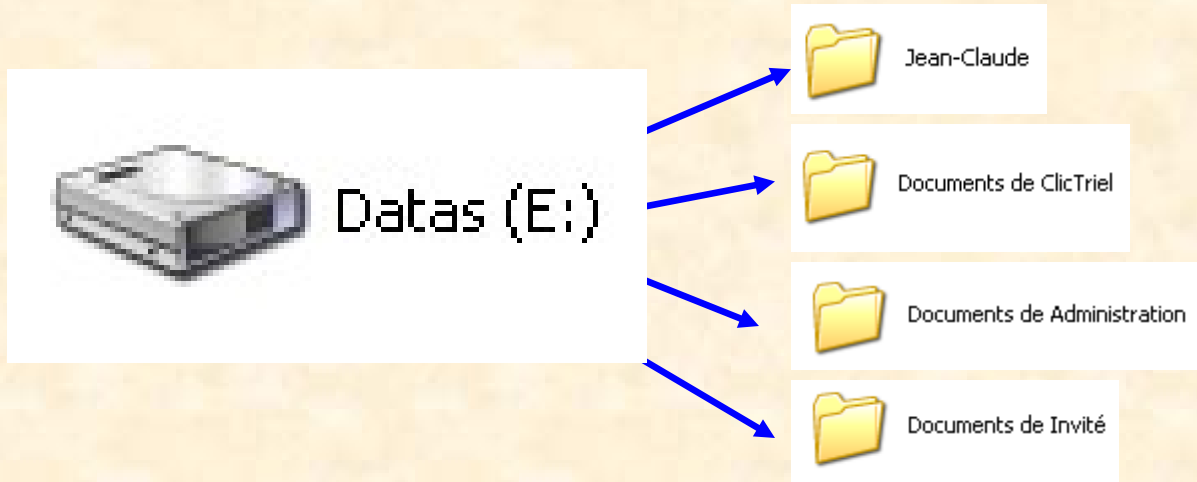 Datas (E:)
Jean-Claude
Documents de ClicTriel
Documents de Administration
Documents de Invité